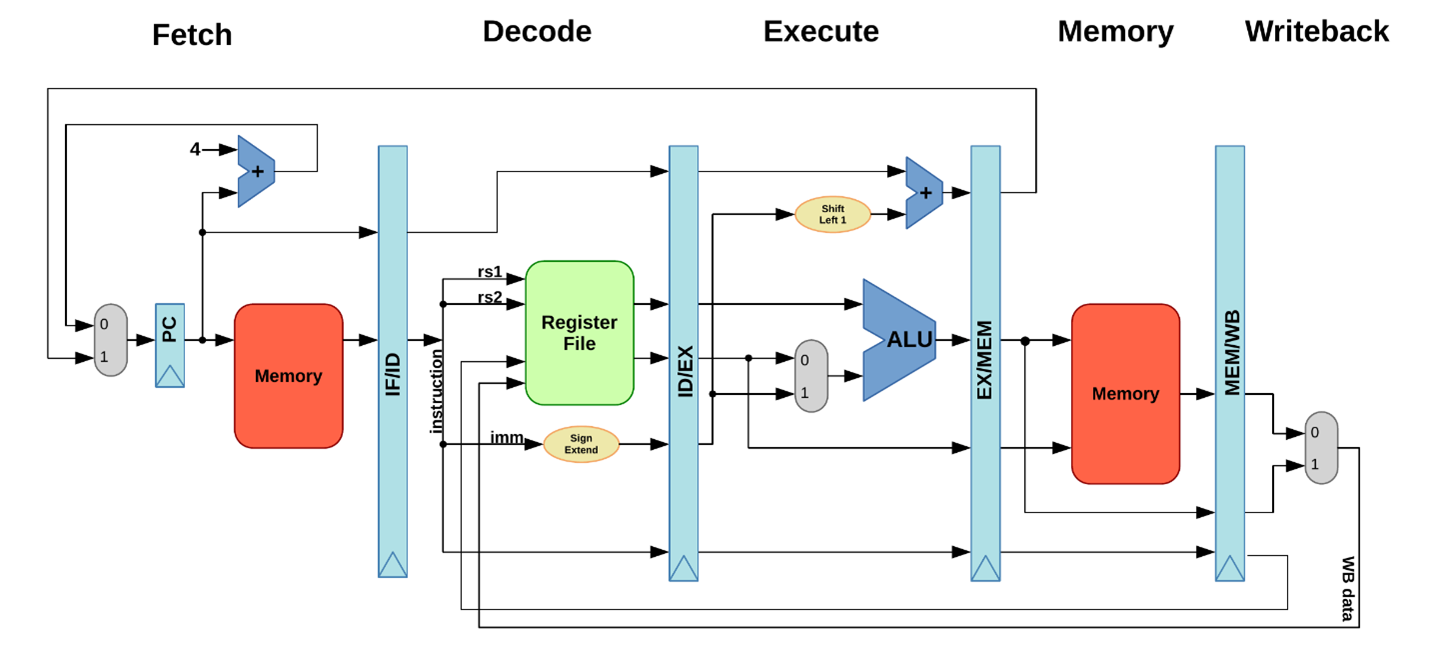 Fetch
Decode
Execute
Memory
Writeback
4
+
+
Shift
Left 1
rs1
rs2
Register
File
0
1
PC
Memory
IF/ID
instruction
imm
Sign
Extend
ID/EX
0
1
ALU
EX/MEM
Memory
MEM/WB
0
1
WB data